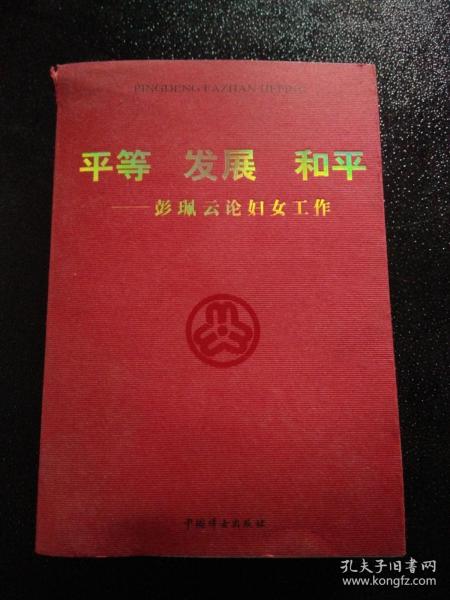 PINGDENG FAZHAN HEPING
平等 发展 和平
——彭珮云论妇女工作
中国妇女出版社
孔夫子旧书网
www.kongfz.com